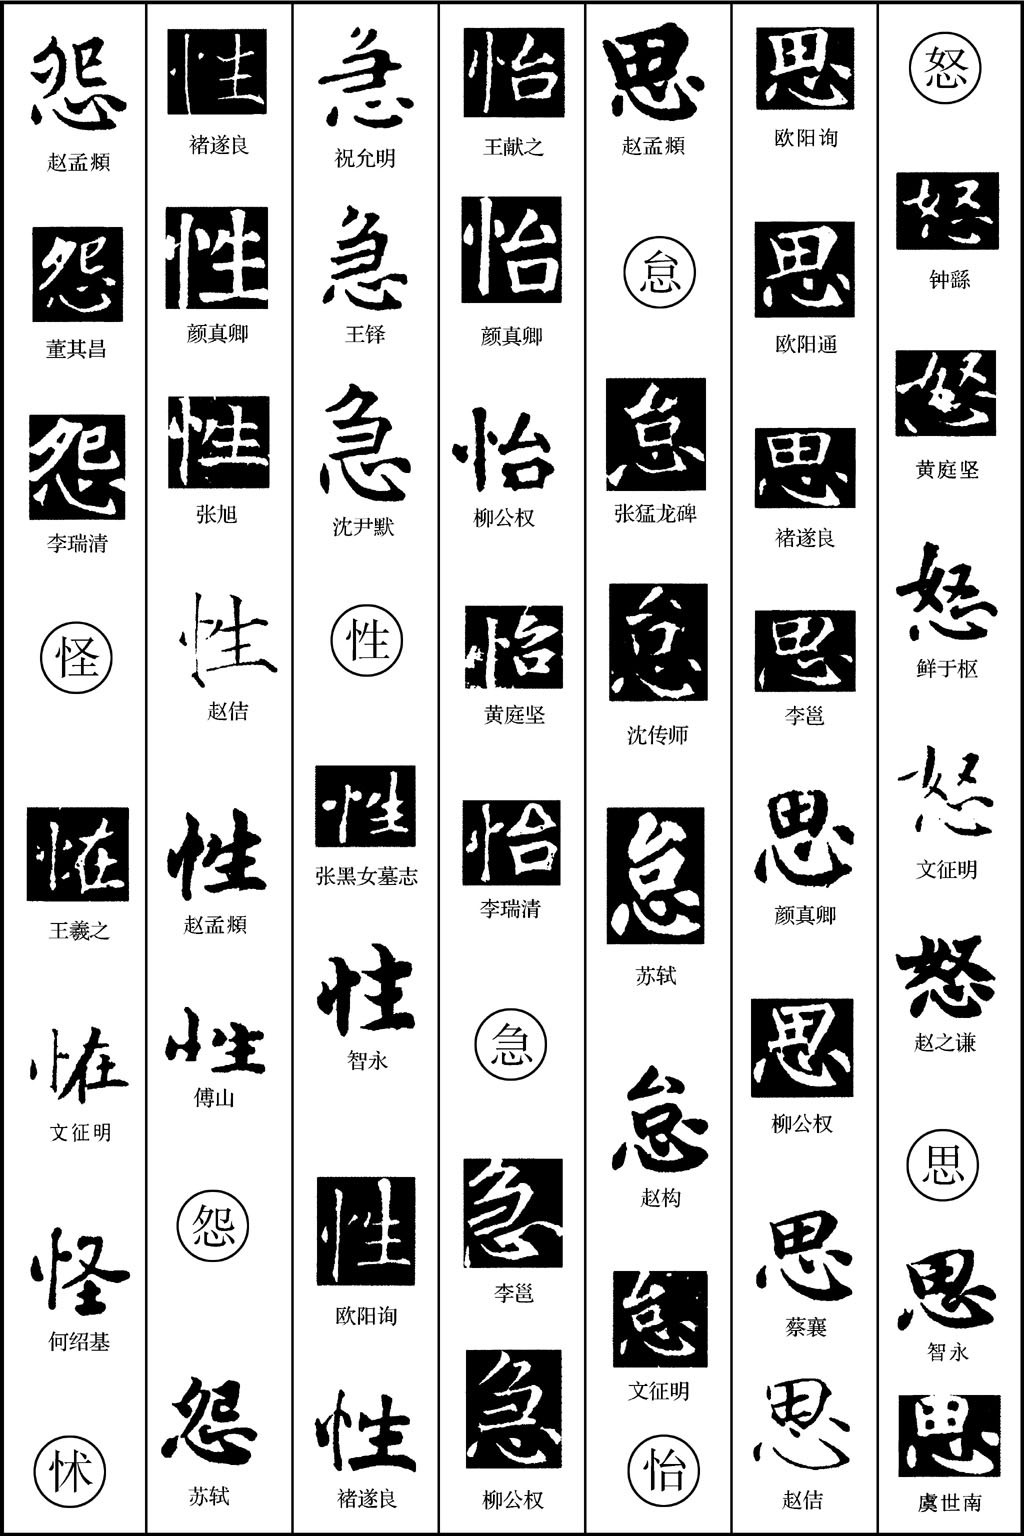 怒
怒
钟繇
怒
黄庭坚
怒
鲜于枢
怒
文征明
怒
赵之谦
思
思
智永
思
虞世南
思
欧阳询
思
欧阳通
思
褚遂良
思
李邕
思
颜真卿
思
柳公权
思
蔡襄
思
赵佶
思
赵孟頫
怠
怠
张猛龙碑
怠
沈传师
怠
苏轼
怠
赵构
怠
文征明
怡
怡
王献之
怡
颜真卿
怡
柳公权
怡
黄庭坚
怡
李瑞清
急
急
李邕
急
柳公权
急
祝允明
急
王铎
急
沈尹默
性
性
张黑女墓志
性
智永
性
欧阳询
性
褚遂良
性
褚遂良
性
颜真卿
性
张旭
性
赵佶
性
赵孟頫
性
傅山
怨
怨
苏轼
怨
赵孟頫
怨
董其昌
怨
李瑞清
怪
恠
王羲之
恠
文征明
怪
何绍基
怵